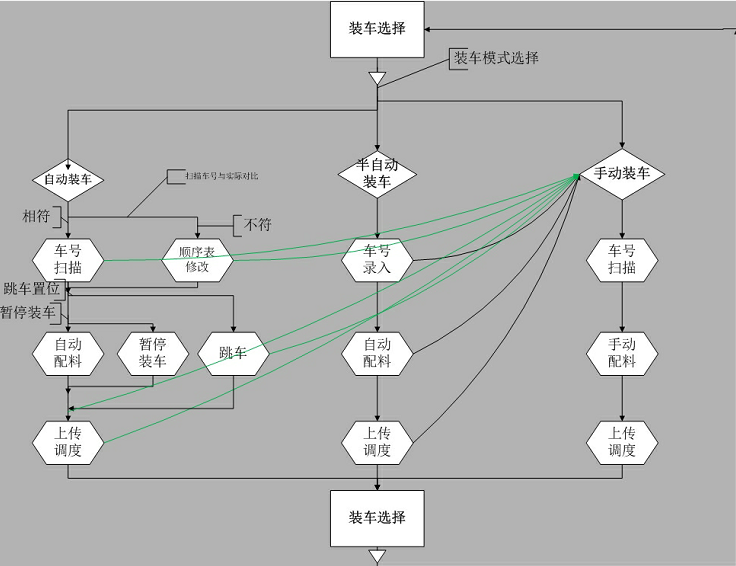 装车选择
装车模式选择
自动装车
半自动
装车
手动装车
扫描车号与实际对比
相符
不符
车号
扫描
顺序表
修改
车号
录入
车号
扫描
跳车置位
暂停装车
自动
配料
暂停
装车
跳车
自动
配料
手动
配料
上传
调度
上传
调度
上传
调度
装车选择